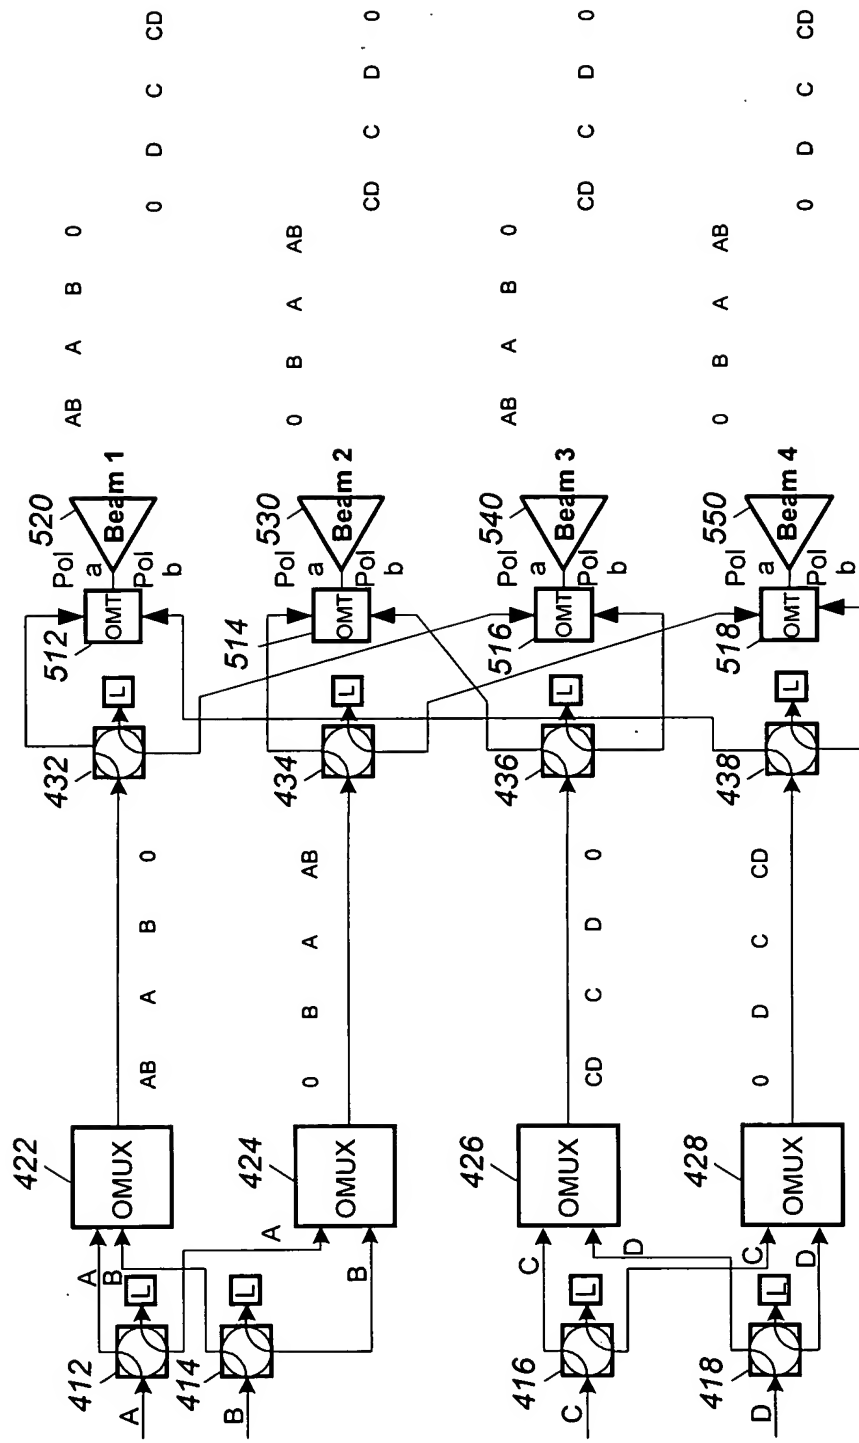 422
432
512
520
A
412
L
A
B
OMUX
AB A B 0
L
OMT
Pol
a
Pol
b
Beam 1
AB A B 0
0 D C CD
B
414
L
A
B
424
OMUX
0 B A AB
434
L
514
OMT
Pol
a
Pol
b
530
Beam 2
0 B A AB
CD C D 0
C
416
L
C
D
426
OMUX
CD C D 0
436
L
516
OMT
Pol
a
Pol
b
540
Beam 3
AB A B 0
CD C D 0
D
418
L
C
D
428
OMUX
0 D C CD
438
L
518
OMT
Pol
a
Pol
b
550
Beam 4
0 B A AB
0 D C CD